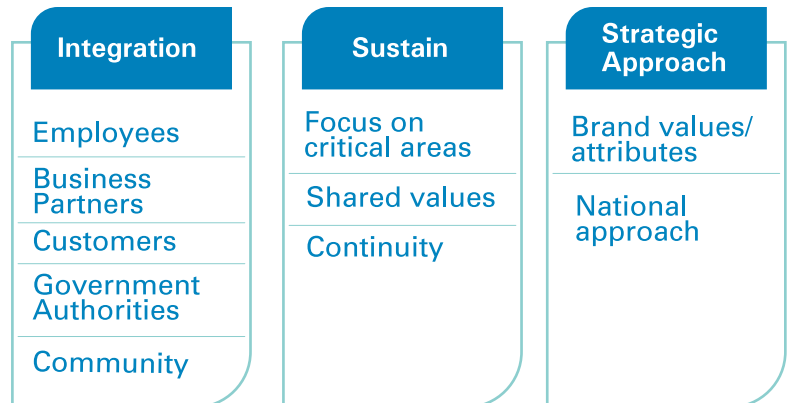 Integration
Employees
Business
Partners
Customers
Government
Authorities
Community
Sustain
Focus on
critical areas
Shared values
Continuity
Strategic
Approach
Brand values/
attributes
National
approach